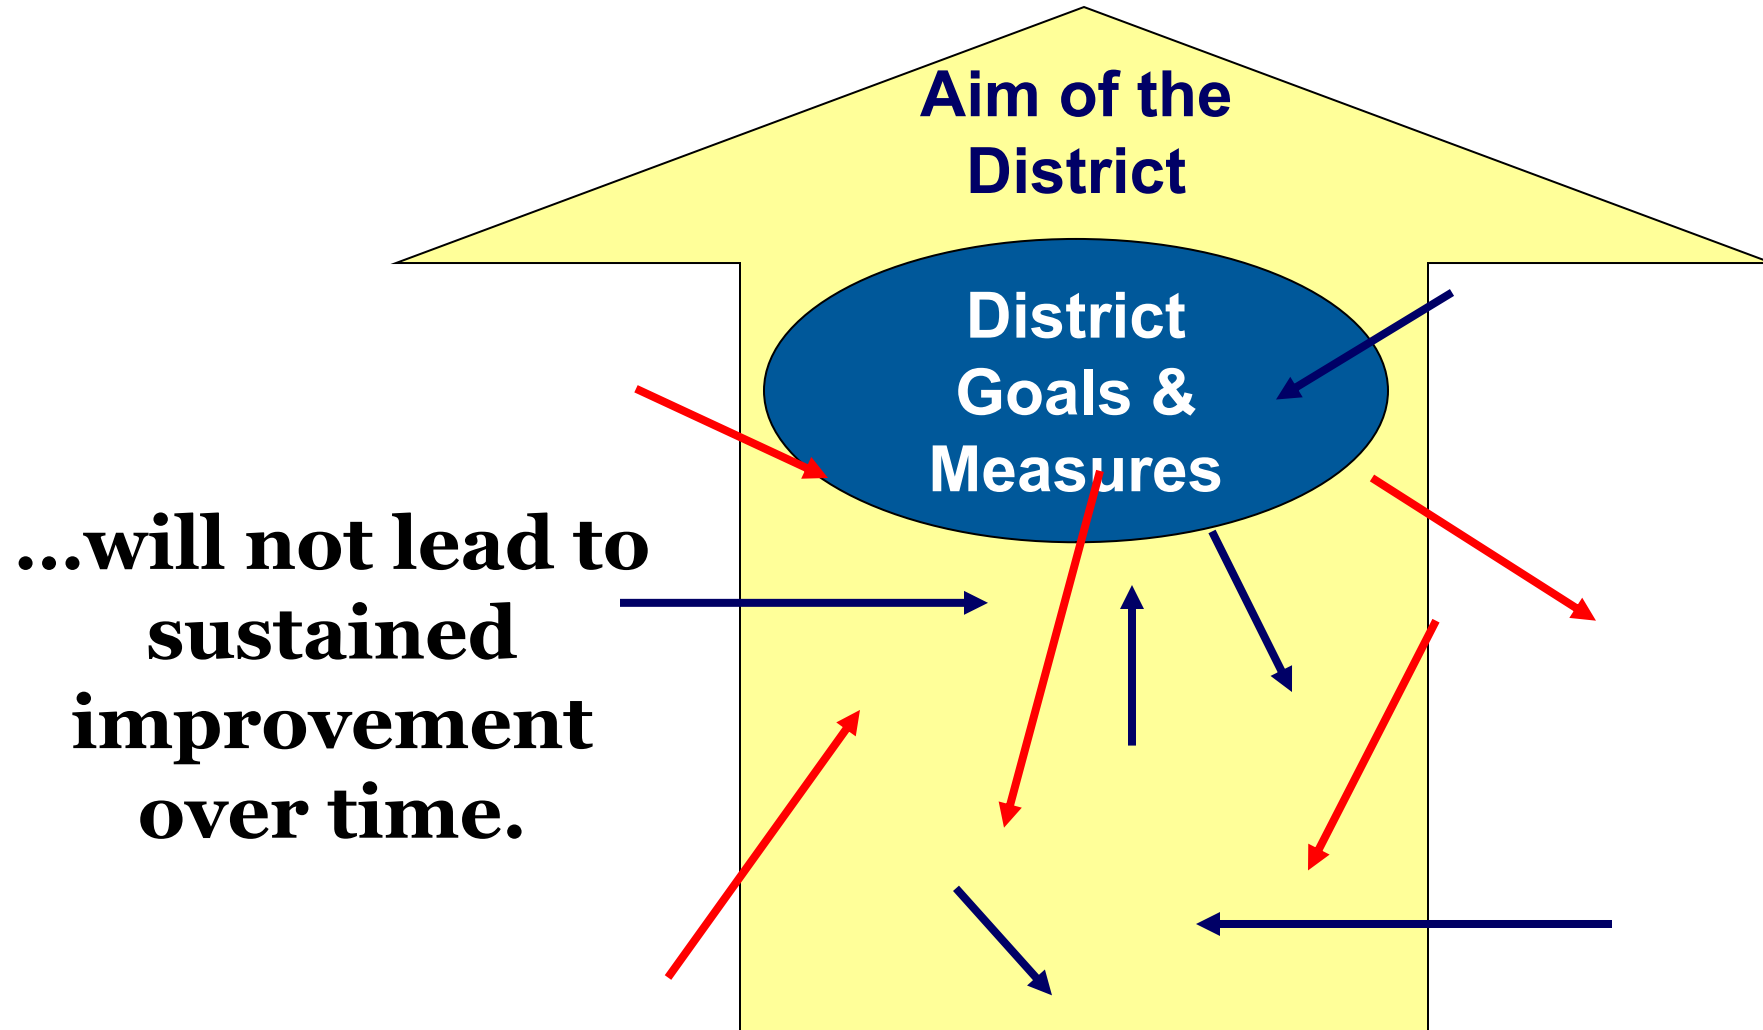 Aim of the
District
District
Goals &
Measures
…will not lead to
sustained
improvement
over time.